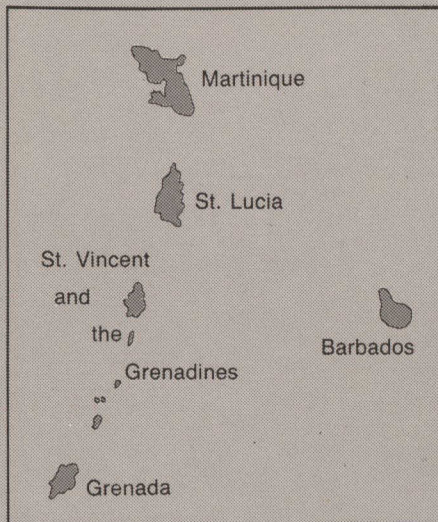 Martinique
St. Lucia
St. Vincent
and
the
Grenadines
Barbados
Grenada